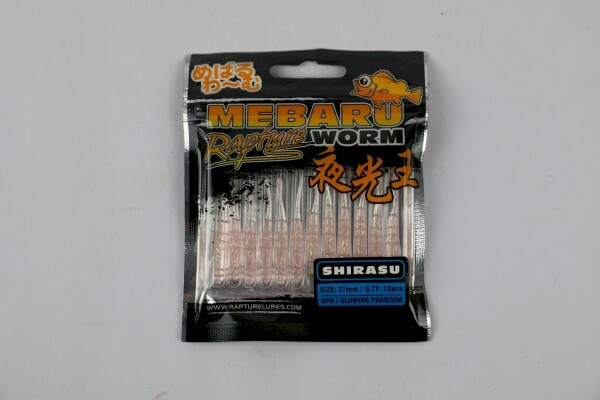 めばる
わ〜む
MEBARU
Rapture WORM
夜光王
SHIRASU
SIZE: 37mm / Q.TY: 12pcs
GPH / GLOWING PHANTOM
WWW.RAPTURELURES.COM